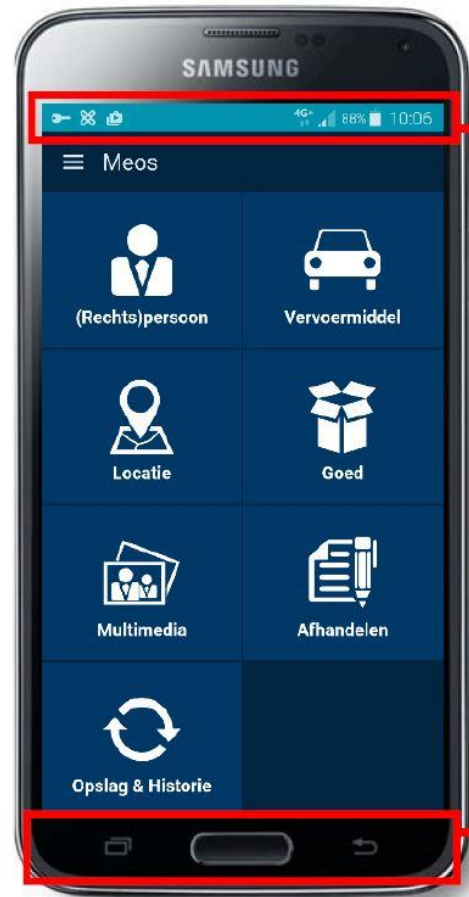 SAMSUNG
4G+ 88% 10:06
Meos
(Rechts)persoon Vervoermiddel
Locatie Goed
Multimedia Afhandelen
Opslag & Historie